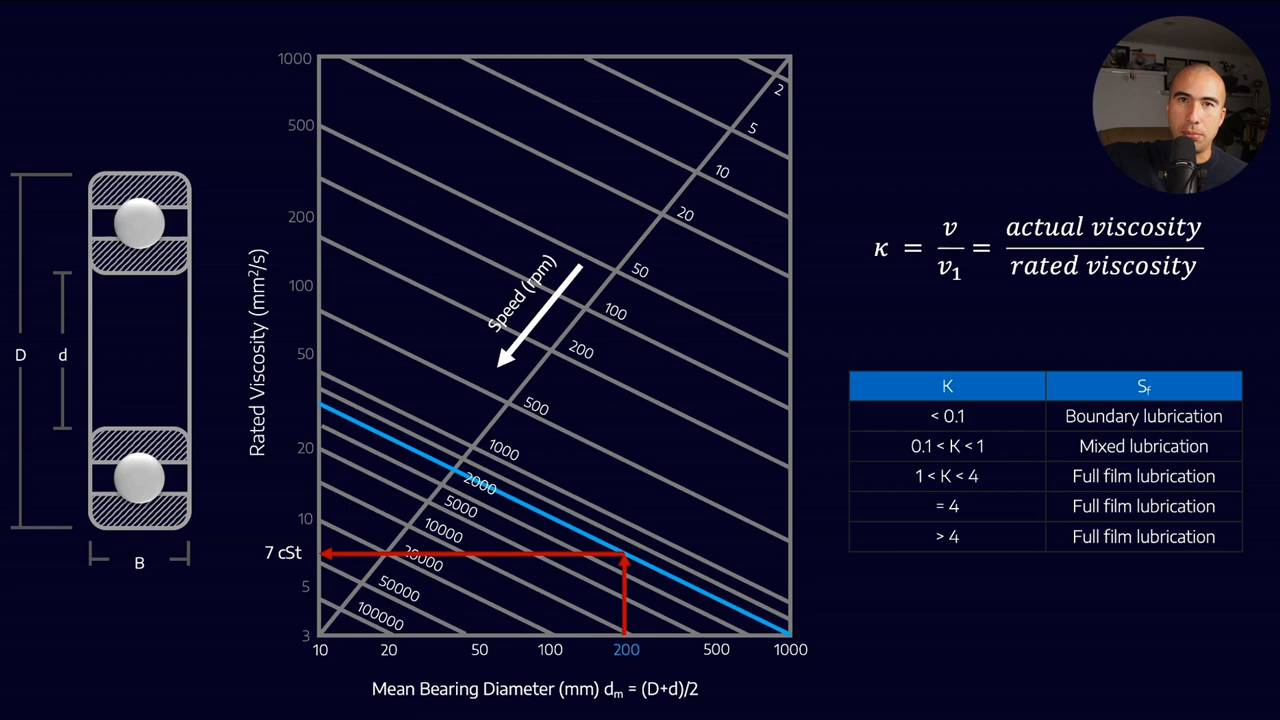 D
d
B
Rated Viscosity (mm²/s)
1000
500
200
100
50
20
10
7 cSt
5
3
Speed (rpm)
2
5
10
20
50
100
200
500
1000
2000
5000
10000
20000
50000
100000
10 20 50 100 200 500 1000
Mean Bearing Diameter (mm) dₘ = (D+d)/2
κ = v/v₁ = actual viscosity/rated viscosity
K S_f
< 0.1 Boundary lubrication
0.1 < K < 1 Mixed lubrication
1 < K < 4 Full film lubrication
= 4 Full film lubrication
> 4 Full film lubrication